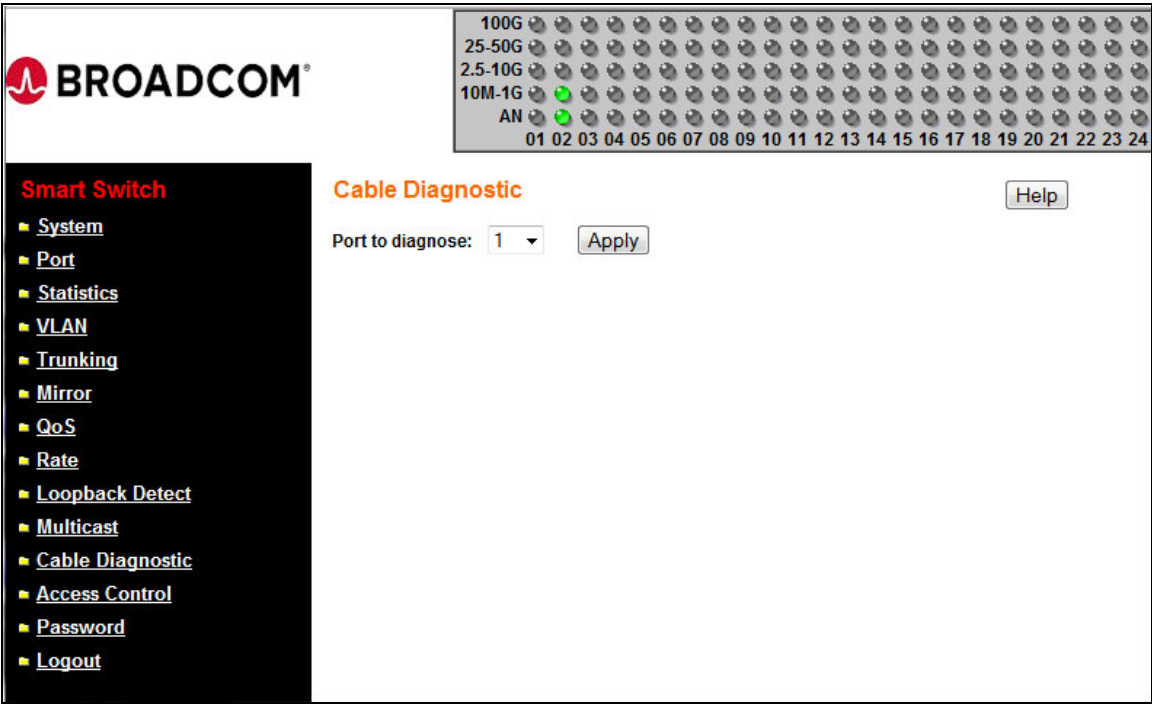 BROADCOM®
100G
25-50G
2.5-10G
10M-1G
AN
01 02 03 04 05 06 07 08 09 10 11 12 13 14 15 16 17 18 19 20 21 22 23 24
Smart Switch
System
Port
Statistics
VLAN
Trunking
Mirror
QoS
Rate
Loopback Detect
Multicast
Cable Diagnostic
Access Control
Password
Logout
Cable Diagnostic
Help
Port to diagnose: 1 Apply